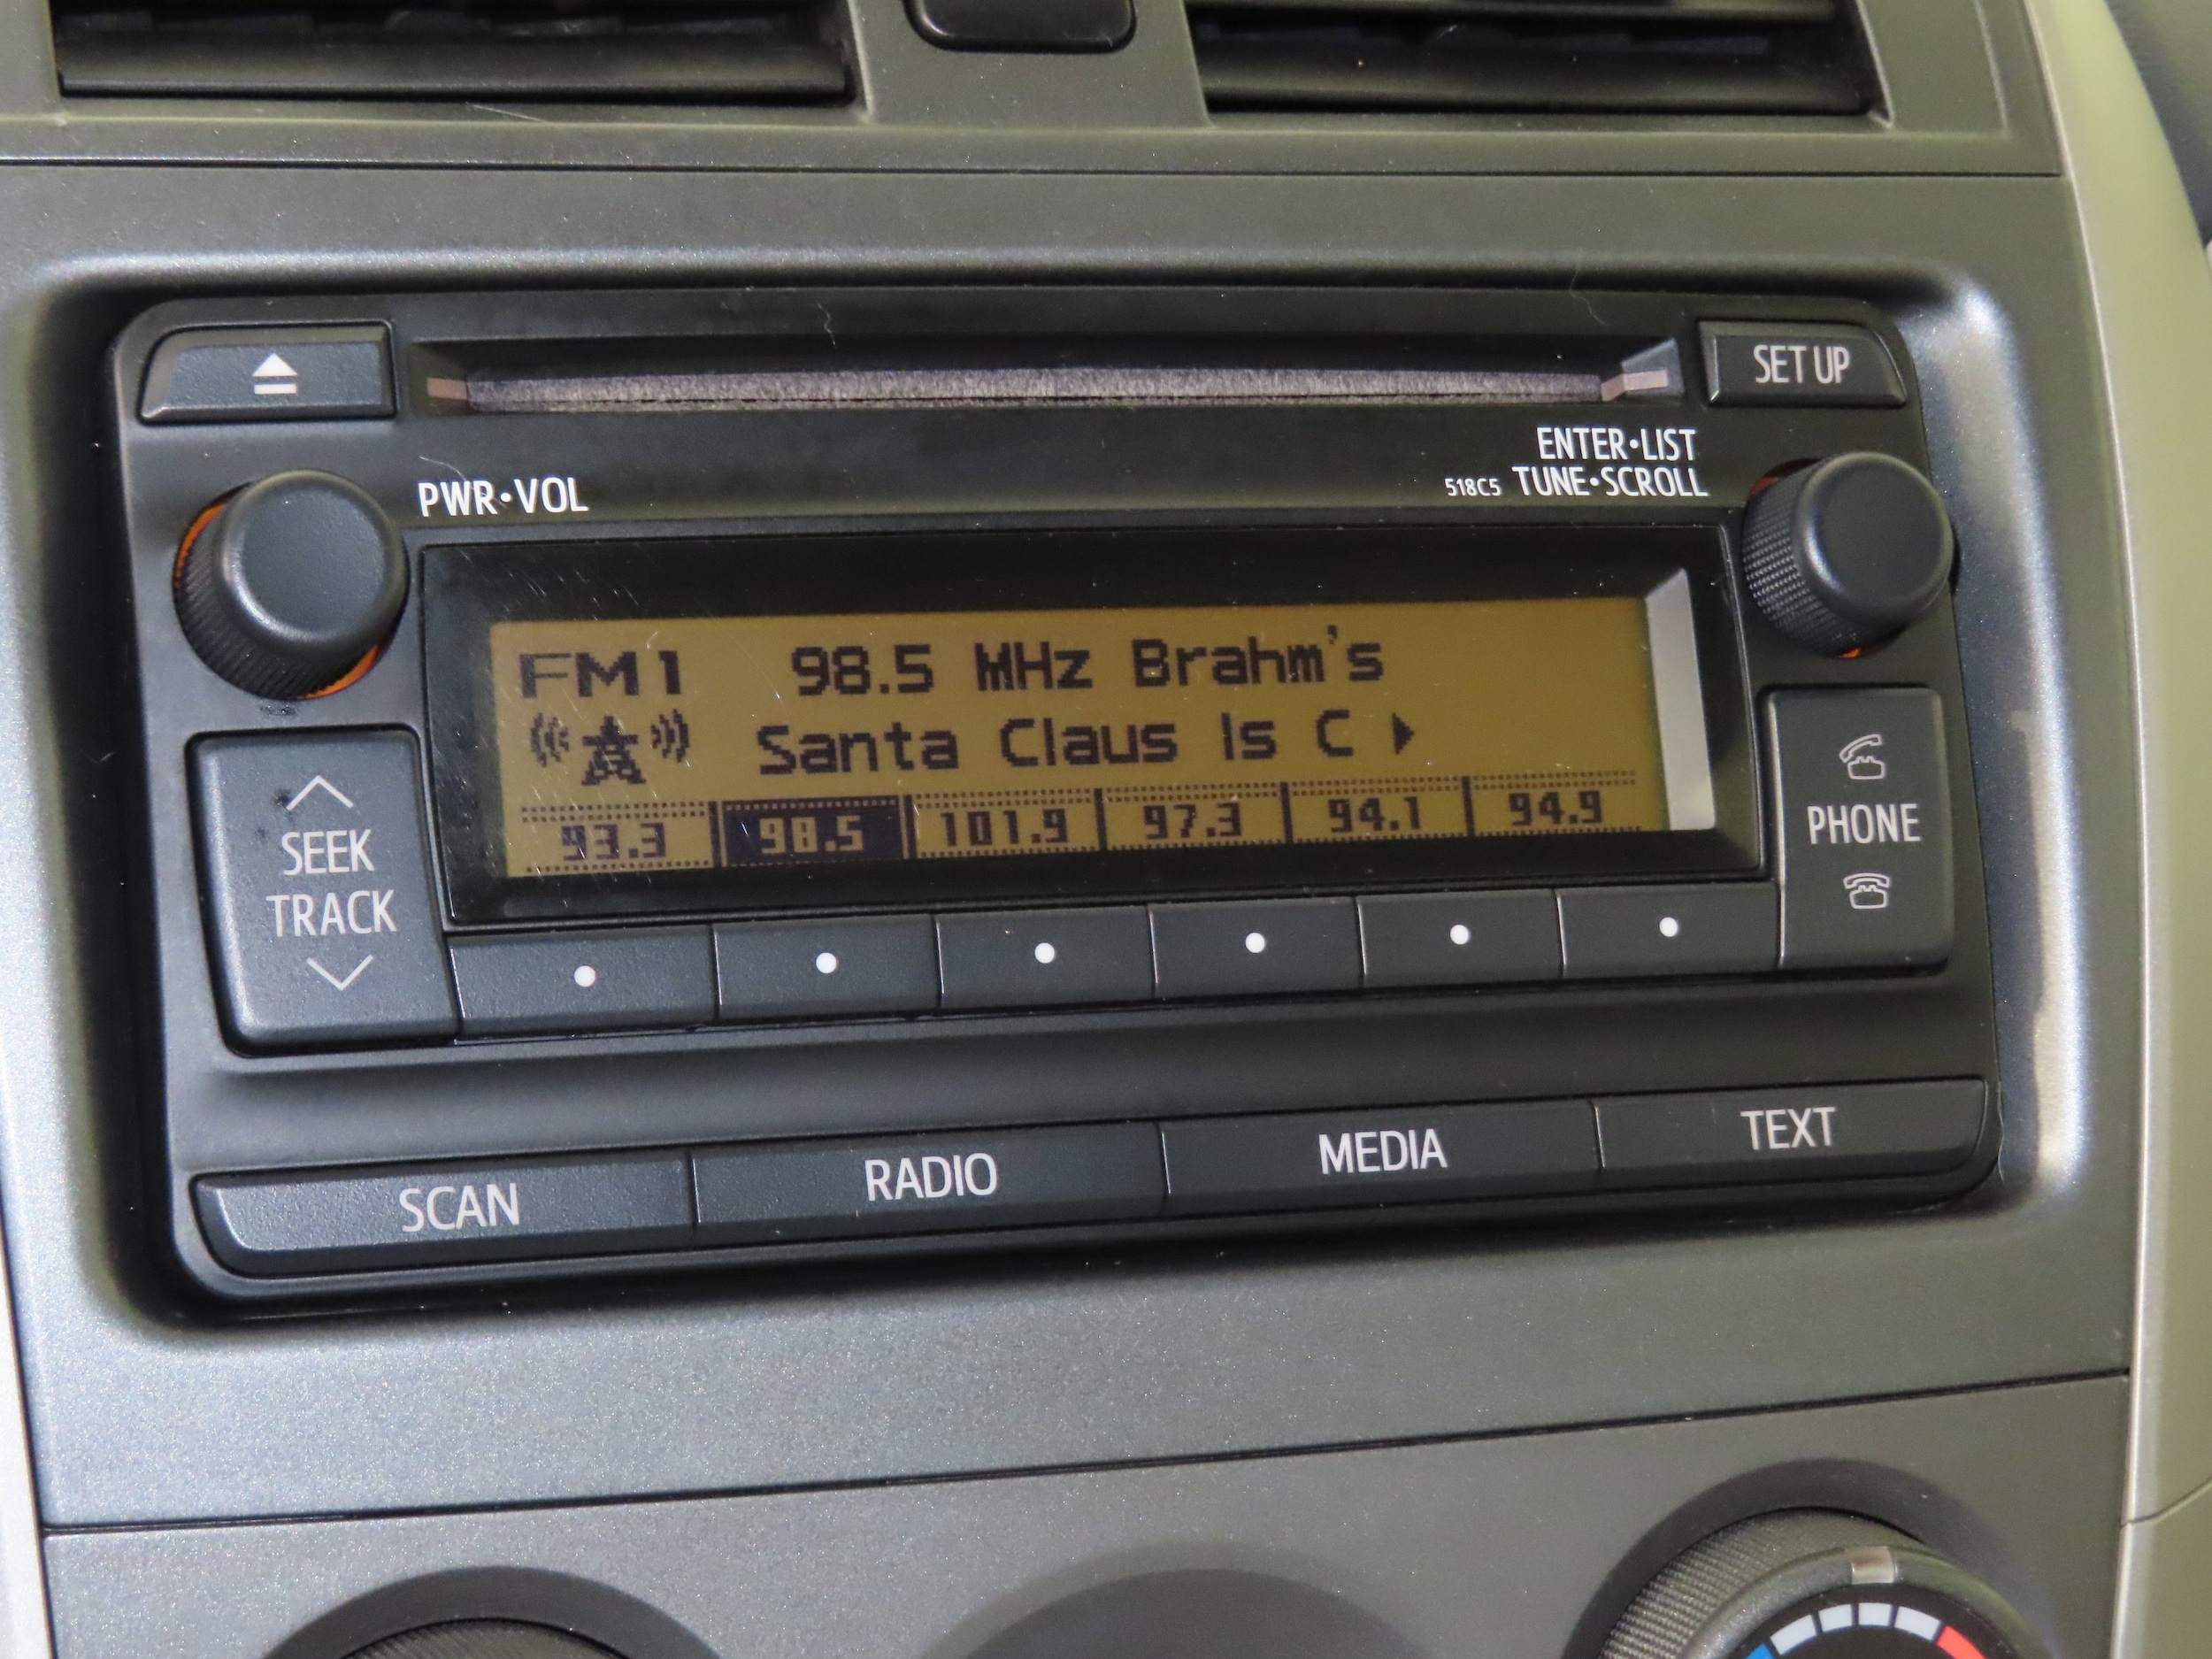 SET UP
ENTER•LIST
518C5 TUNE•SCROLL
PWR•VOL
FM1 98.5 MHz Brahm's
Santa Claus Is C
93.3 98.5 101.9 97.3 94.1 94.9
SEEK
TRACK
PHONE
SCAN RADIO MEDIA TEXT